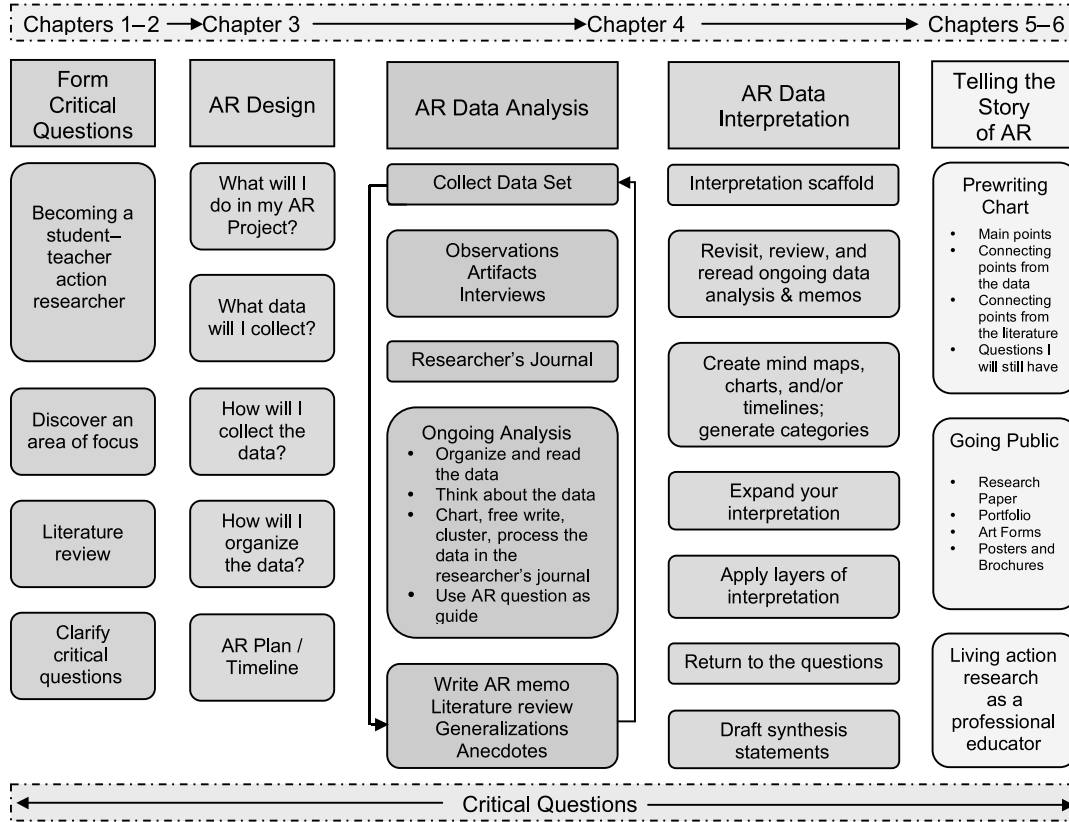 Chapters 1–2
Chapter 3
Chapter 4
Chapters 5–6
Form
Critical
Questions
Becoming a
student–
teacher
action
researcher
Discover an
area of focus
Literature
review
Clarify
critical
questions
AR Design
What will I
do in my AR
Project?
What data
will I collect?
How will I
collect the
data?
How will I
organize
the data?
AR Plan /
Timeline
AR Data Analysis
Collect Data Set
Observations
Artifacts
Interviews
Researcher’s Journal
Ongoing Analysis
• Organize and read
the data
• Think about the data
• Chart, free write,
cluster, process the
data in the
researcher’s journal
• Use AR question as
guide
Write AR memo
Literature review
Generalizations
Anecdotes
AR Data
Interpretation
Interpretation scaffold
Revisit, review, and
reread ongoing data
analysis & memos
Create mind maps,
charts, and/or
timelines;
generate categories
Expand your
interpretation
Apply layers of
interpretation
Return to the questions
Draft synthesis
statements
Telling the
Story
of AR
Prewriting
Chart
• Main points
• Connecting
points from
the data
• Connecting
points from
the literature
• Questions I
will still have
Going Public
• Research
Paper
• Portfolio
• Art Forms
• Posters and
Brochures
Living action
research
as a
professional
educator
Critical Questions